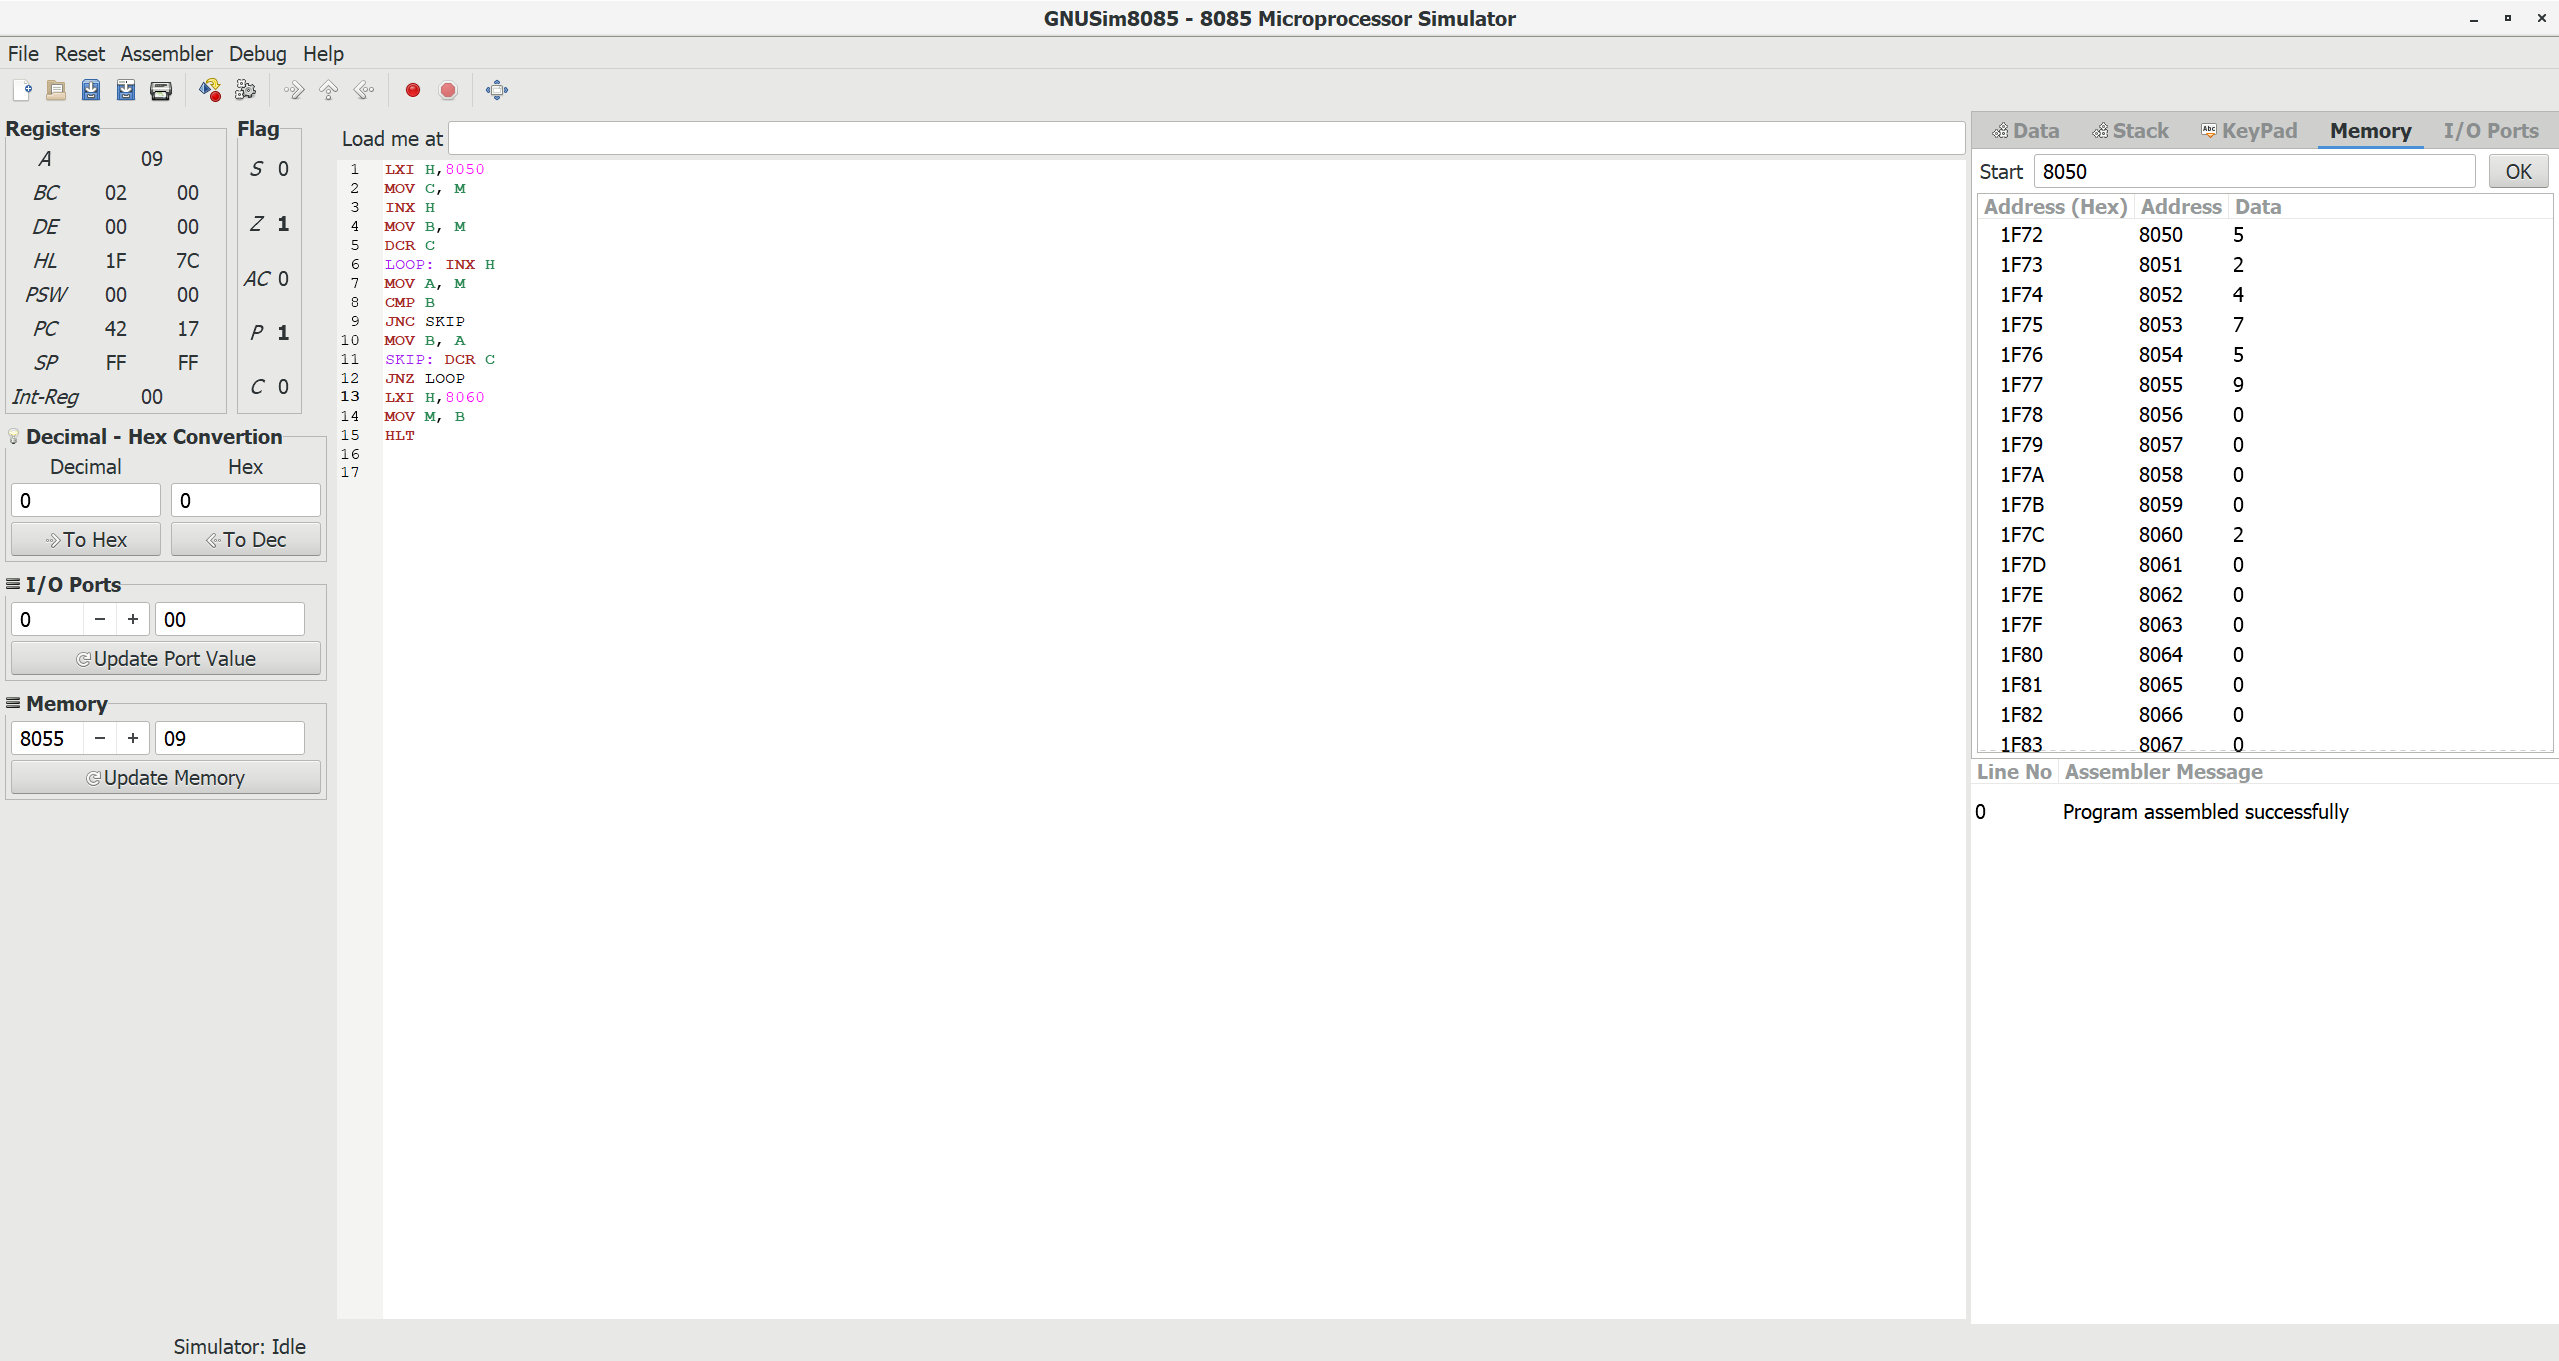 GNUSim8085 - 8085 Microprocessor Simulator
File Reset Assembler Debug Help
Registers
A 09
BC 02 00
DE 00 00
HL 1F 7C
PSW 00 00
PC 42 17
SP FF FF
Int-Reg 00
Flag
S 0
Z 1
AC 0
P 1
C 0
Decimal - Hex Convertion
Decimal Hex
0 0
To Hex To Dec
I/O Ports
0 − + 00
Update Port Value
Memory
8055 − + 09
Update Memory
Load me at
1 LXI H,8050
2 MOV C, M
3 INX H
4 MOV B, M
5 DCR C
6 LOOP: INX H
7 MOV A, M
8 CMP B
9 JNC SKIP
10 MOV B, A
11 SKIP: DCR C
12 JNZ LOOP
13 LXI H,8060
14 MOV M, B
15 HLT
16
17
Data Stack Abc KeyPad Memory I/O Ports
Start 8050 OK
Address (Hex) Address Data
1F72 8050 5
1F73 8051 2
1F74 8052 4
1F75 8053 7
1F76 8054 5
1F77 8055 9
1F78 8056 0
1F79 8057 0
1F7A 8058 0
1F7B 8059 0
1F7C 8060 2
1F7D 8061 0
1F7E 8062 0
1F7F 8063 0
1F80 8064 0
1F81 8065 0
1F82 8066 0
1F83 8067 0
Line No Assembler Message
0 Program assembled successfully
Simulator: Idle